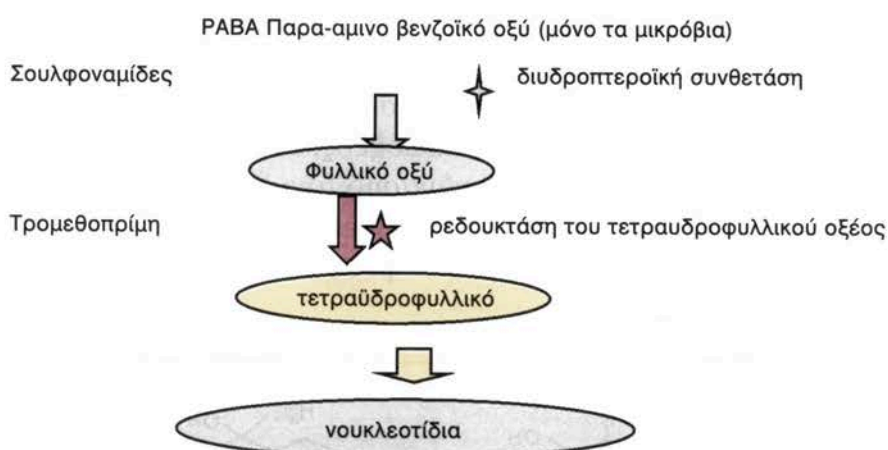 PABA Παρα-αμινο βενζοϊκό οξύ (μόνο τα μικρόβια)
Σουλφοναμίδες διυδροπτεροϊκή συνθετάση
Φυλλικό οξύ
Τρομεθοπρίμη ρεδουκτάση του τετραυδροφυλλικού οξέος
τετραϋδροφυλλικό
νουκλεοτίδια